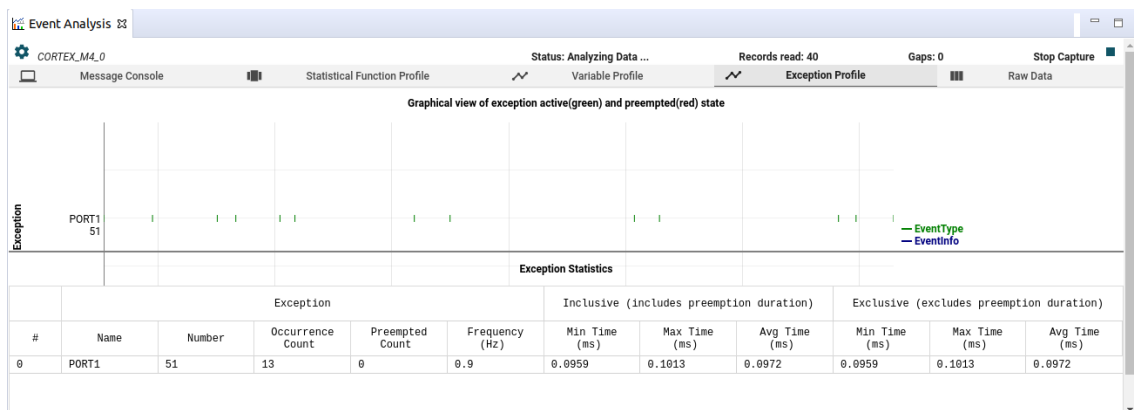 Event Analysis
CORTEX_M4_0 Status: Analyzing Data ... Records read: 40 Gaps: 0 Stop Capture
Message Console Statistical Function Profile Variable Profile Exception Profile Raw Data
Graphical view of exception active(green) and preempted(red) state
Exception
PORT1
51
EventType
EventInfo
Exception Statistics
Exception Inclusive (includes preemption duration) Exclusive (excludes preemption duration)
# Name Number Occurrence Count Preempted Count Frequency (Hz) Min Time (ms) Max Time (ms) Avg Time (ms) Min Time (ms) Max Time (ms) Avg Time (ms)
0 PORT1 51 13 0 0.9 0.0959 0.1013 0.0972 0.0959 0.1013 0.0972